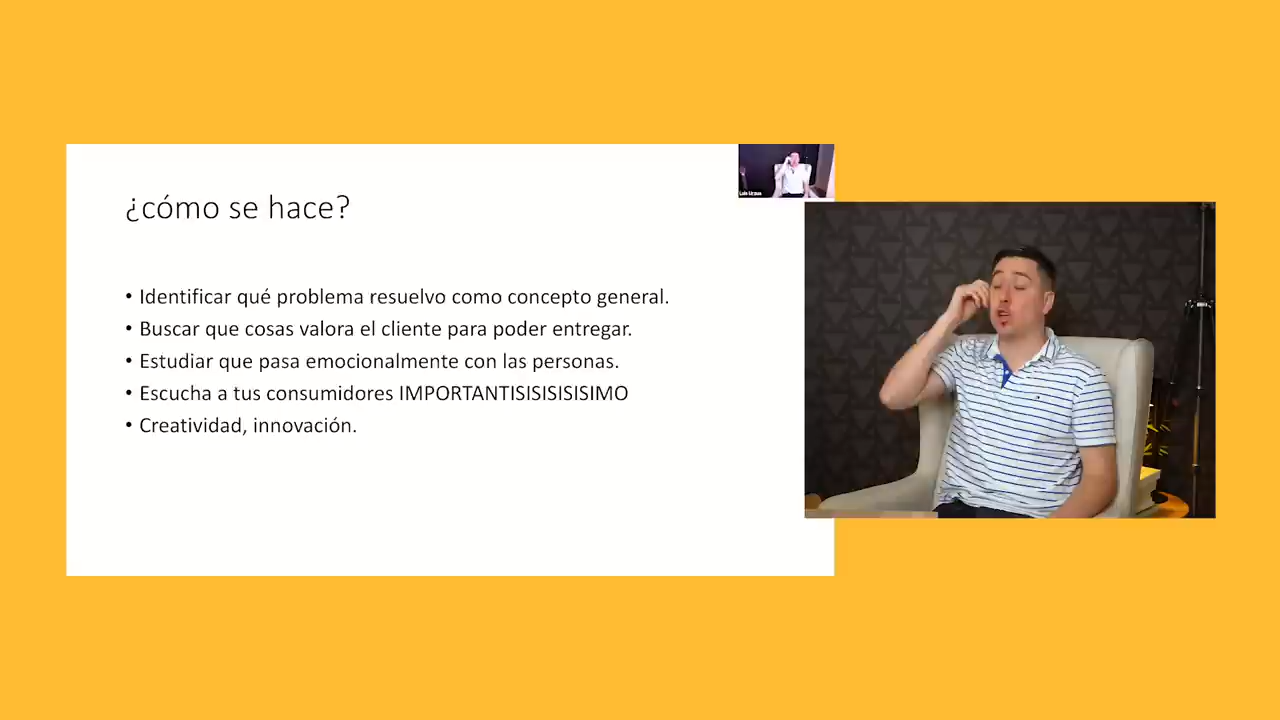 ¿cómo se hace?
• Identificar qué problema resuelvo como concepto general.
• Buscar que cosas valora el cliente para poder entregar.
• Estudiar que pasa emocionalmente con las personas.
• Escucha a tus consumidores IMPORTANTISISISISISIMO
• Creatividad, innovación.